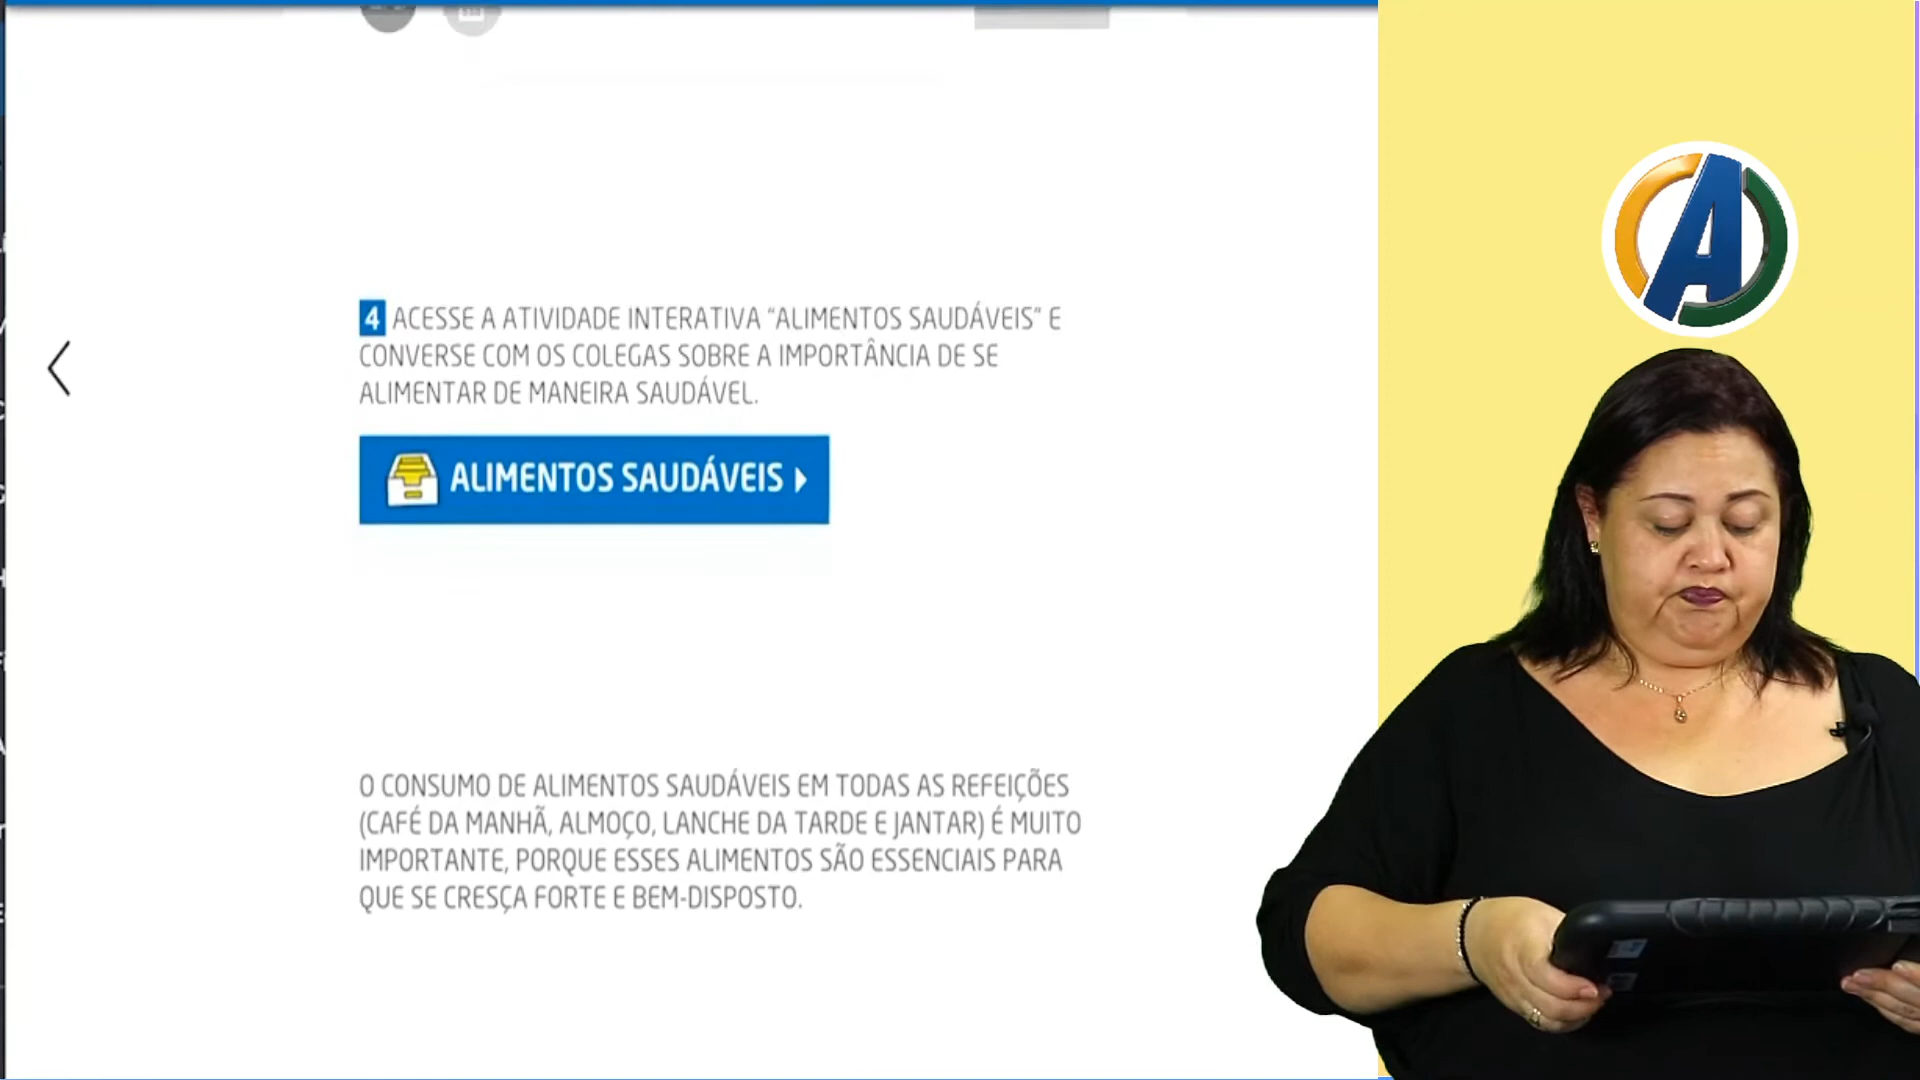 4 ACESSE A ATIVIDADE INTERATIVA “ALIMENTOS SAUDÁVEIS” E
CONVERSE COM OS COLEGAS SOBRE A IMPORTÂNCIA DE SE
ALIMENTAR DE MANEIRA SAUDÁVEL.
ALIMENTOS SAUDÁVEIS
O CONSUMO DE ALIMENTOS SAUDÁVEIS EM TODAS AS REFEIÇÕES
(CAFÉ DA MANHÃ, ALMOÇO, LANCHE DA TARDE E JANTAR) É MUITO
IMPORTANTE, PORQUE ESSES ALIMENTOS SÃO ESSENCIAIS PARA
QUE SE CRESÇA FORTE E BEM-DISPOSTO.
A